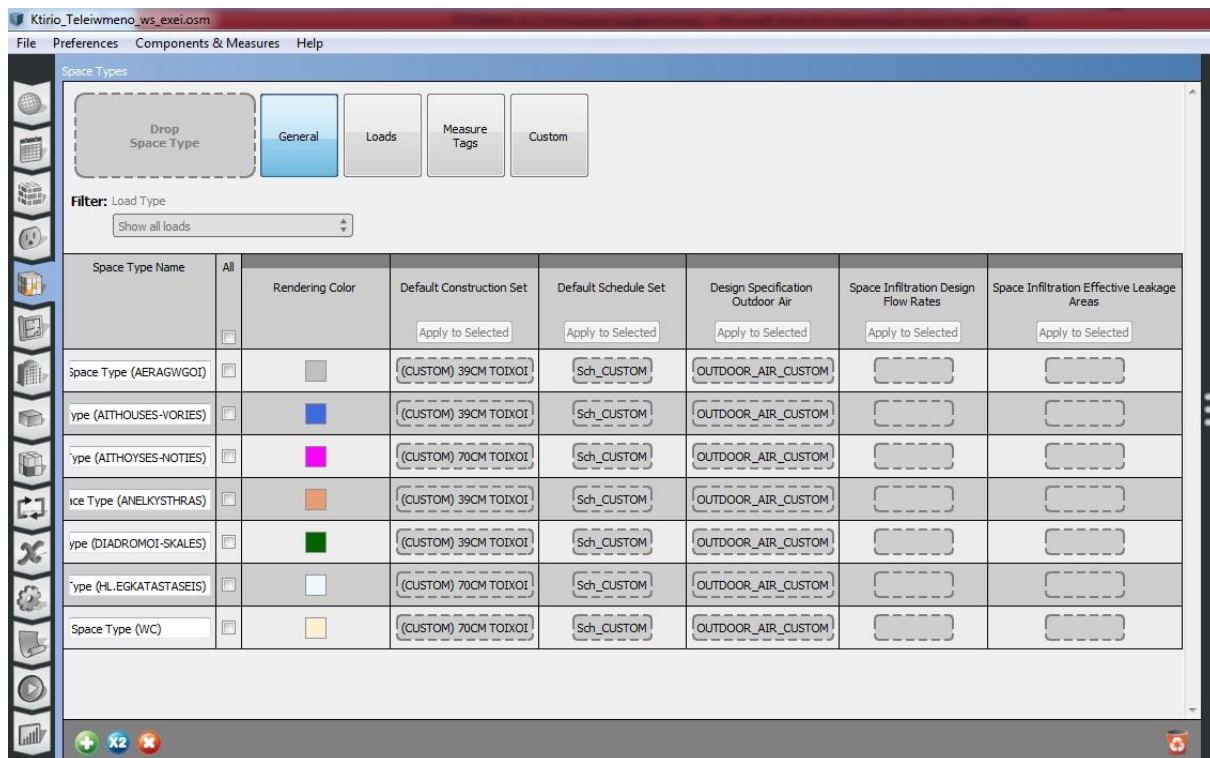 Ktirio_Teleiwmeno_ws_exei.osm
File Preferences Components & Measures Help
Space Types
Drop
Space Type
General
Loads
Measure
Tags
Custom
Filter: Load Type
Show all loads
Space Type Name
All
Rendering Color
Default Construction Set
Default Schedule Set
Design Specification
Outdoor Air
Space Infiltration Design
Flow Rates
Space Infiltration Effective Leakage
Areas
Apply to Selected Apply to Selected Apply to Selected Apply to Selected Apply to Selected
Space Type (AERAGWGOI) (CUSTOM) 39CM TOIXOI Sch_CUSTOM OUTDOOR_AIR_CUSTOM
ype (AITHOUSES-VORIES) (CUSTOM) 39CM TOIXOI Sch_CUSTOM OUTDOOR_AIR_CUSTOM
ype (AITHOYSES-NOTIES) (CUSTOM) 70CM TOIXOI Sch_CUSTOM OUTDOOR_AIR_CUSTOM
ace Type (ANELKYSTHRAS) (CUSTOM) 39CM TOIXOI Sch_CUSTOM OUTDOOR_AIR_CUSTOM
ype (DIADROMOI-SKALES) (CUSTOM) 39CM TOIXOI Sch_CUSTOM OUTDOOR_AIR_CUSTOM
Type (HL.EGKATASTASEIS) (CUSTOM) 70CM TOIXOI Sch_CUSTOM OUTDOOR_AIR_CUSTOM
Space Type (WC) (CUSTOM) 70CM TOIXOI Sch_CUSTOM OUTDOOR_AIR_CUSTOM
X2